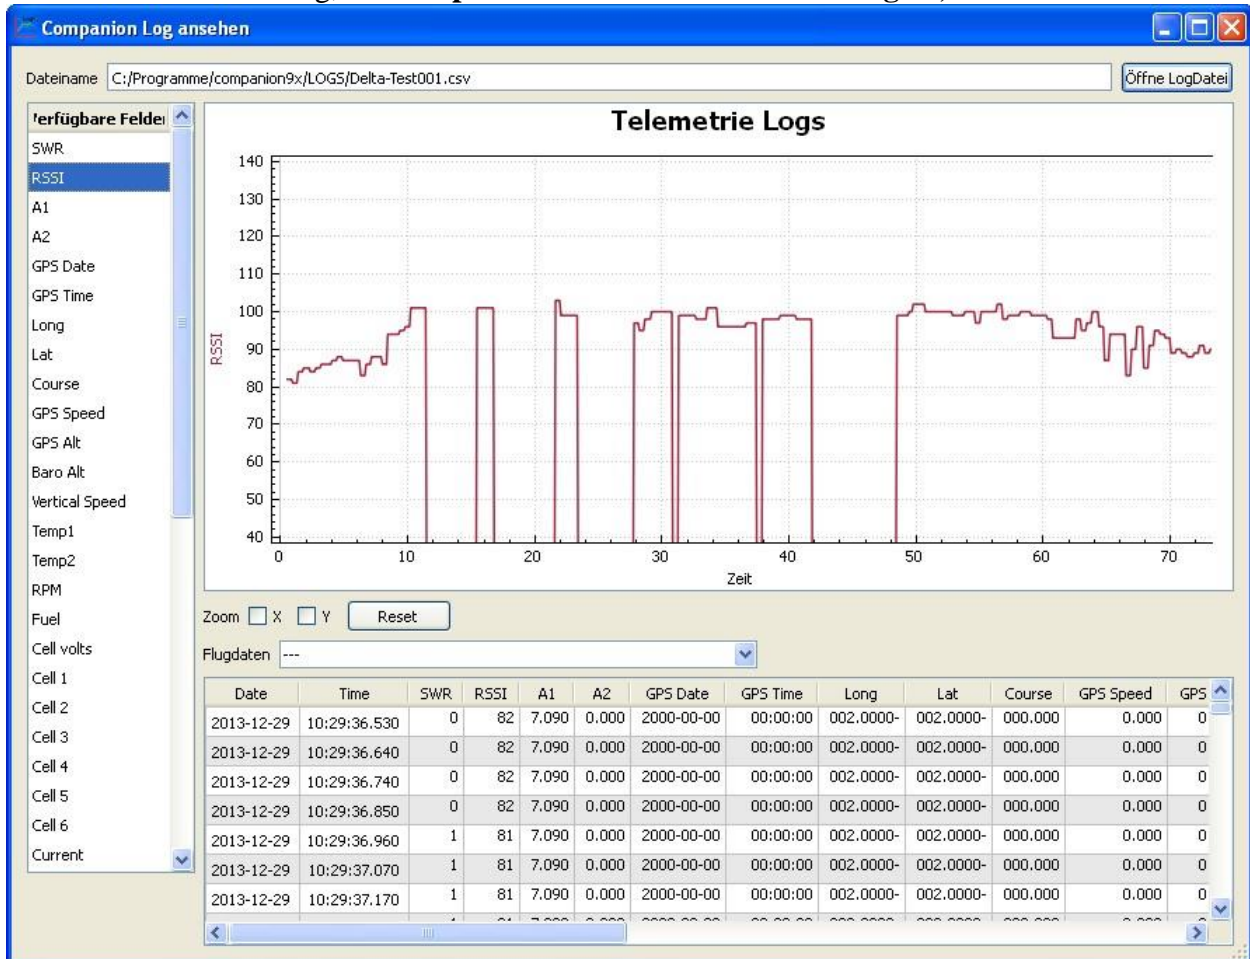 Companion Log ansehen
Dateiname C:/Programme/companion9x/LOGS/Delta-Test001.csv Öffne LogDatei
erfügbare Felder
SWR
RSSI
A1
A2
GPS Date
GPS Time
Long
Lat
Course
GPS Speed
GPS Alt
Baro Alt
Vertical Speed
Temp1
Temp2
RPM
Fuel
Cell volts
Cell 1
Cell 2
Cell 3
Cell 4
Cell 5
Cell 6
Current
Telemetrie Logs
140
130
120
110
100
90
80
70
60
50
40
RSSI
0 10 20 30 40 50 60 70
Zeit
Zoom X Y Reset
Flugdaten ---
Date Time SWR RSSI A1 A2 GPS Date GPS Time Long Lat Course GPS Speed GPS
2013-12-29 10:29:36.530 0 82 7.090 0.000 2000-00-00 00:00:00 002.0000- 002.0000- 000.000 0.000 0
2013-12-29 10:29:36.640 0 82 7.090 0.000 2000-00-00 00:00:00 002.0000- 002.0000- 000.000 0.000 0
2013-12-29 10:29:36.740 0 82 7.090 0.000 2000-00-00 00:00:00 002.0000- 002.0000- 000.000 0.000 0
2013-12-29 10:29:36.850 0 82 7.090 0.000 2000-00-00 00:00:00 002.0000- 002.0000- 000.000 0.000 0
2013-12-29 10:29:36.960 1 81 7.090 0.000 2000-00-00 00:00:00 002.0000- 002.0000- 000.000 0.000 0
2013-12-29 10:29:37.070 1 81 7.090 0.000 2000-00-00 00:00:00 002.0000- 002.0000- 000.000 0.000 0
2013-12-29 10:29:37.170 1 81 7.090 0.000 2000-00-00 00:00:00 002.0000- 002.0000- 000.000 0.000 0